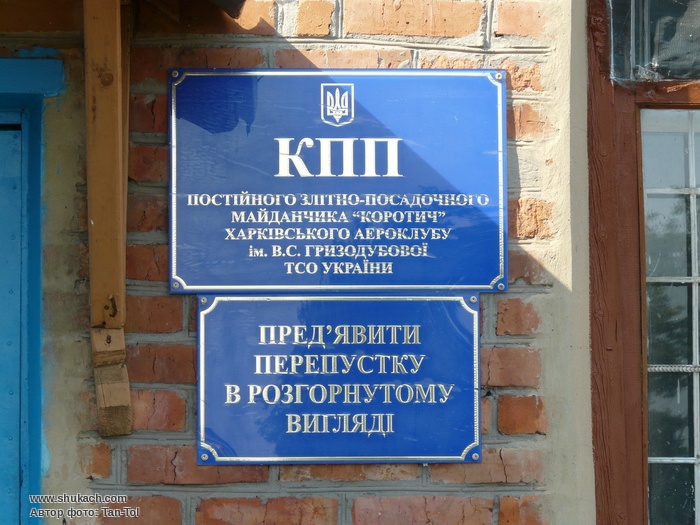 КПП
ПОСТІЙНОГО ЗЛІТНО-ПОСАДОЧНОГО
МАЙДАНЧИКА “КОРОТИЧ”
ХАРКІВСЬКОГО АЕРОКЛУБУ
ім. В.С. ГРИЗОДУБОВОЇ
ТСО УКРАЇНИ
ПРЕД’ЯВИТИ
ПЕРЕПУСТКУ
В РОЗГОРНУТОМУ
ВИГЛЯДІ
www.shukach.com
Автор фото: Tan-Tol